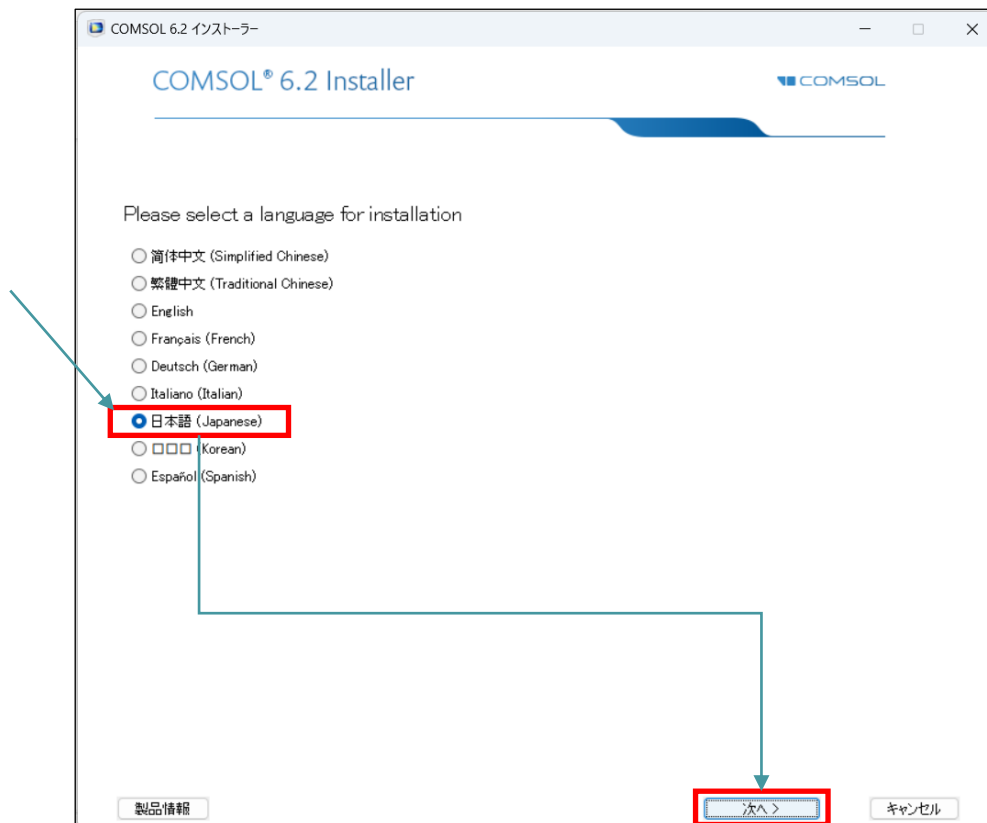 COMSOL 6.2 インストーラー
COMSOL® 6.2 Installer
COMSOL
Please select a language for installation
简体中文 (Simplified Chinese)
繁體中文 (Traditional Chinese)
English
Français (French)
Deutsch (German)
Italiano (Italian)
日本語 (Japanese)
□□□ (Korean)
Español (Spanish)
製品情報
次へ >
キャンセル